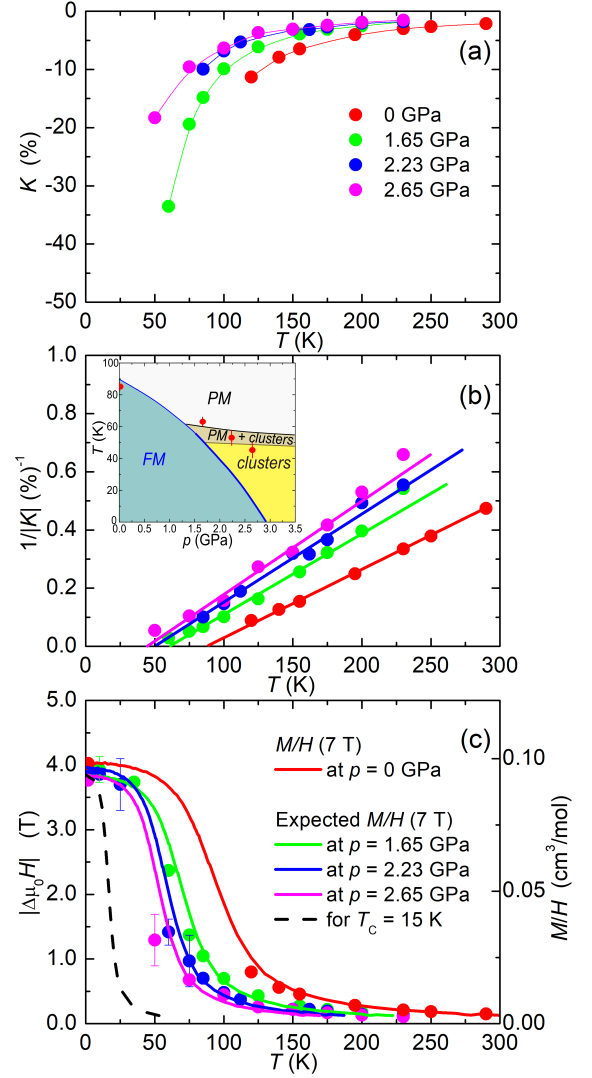 0
-10
-20
-30
-40
-50
K (%)
(a)
0 GPa
1.65 GPa
2.23 GPa
2.65 GPa
0 50 100 150 200 250 300
T (K)
1.0
0.8
0.6
0.4
0.2
0.0
1/|K| (%)⁻¹
(b)
100
80
60
40
20
0
T (K)
PM
PM + clusters
FM
clusters
0.0 0.5 1.0 1.5 2.0 2.5 3.0 3.5
p (GPa)
0 50 100 150 200 250 300
T (K)
5.0
4.0
3.0
2.0
1.0
0.0
|Δμ₀H| (T)
(c)
M/H (7 T)
at p = 0 GPa
Expected M/H (7 T)
at p = 1.65 GPa
at p = 2.23 GPa
at p = 2.65 GPa
for T_C = 15 K
0.10
0.05
0.00
M/H (cm³/mol)
0 50 100 150 200 250 300
T (K)